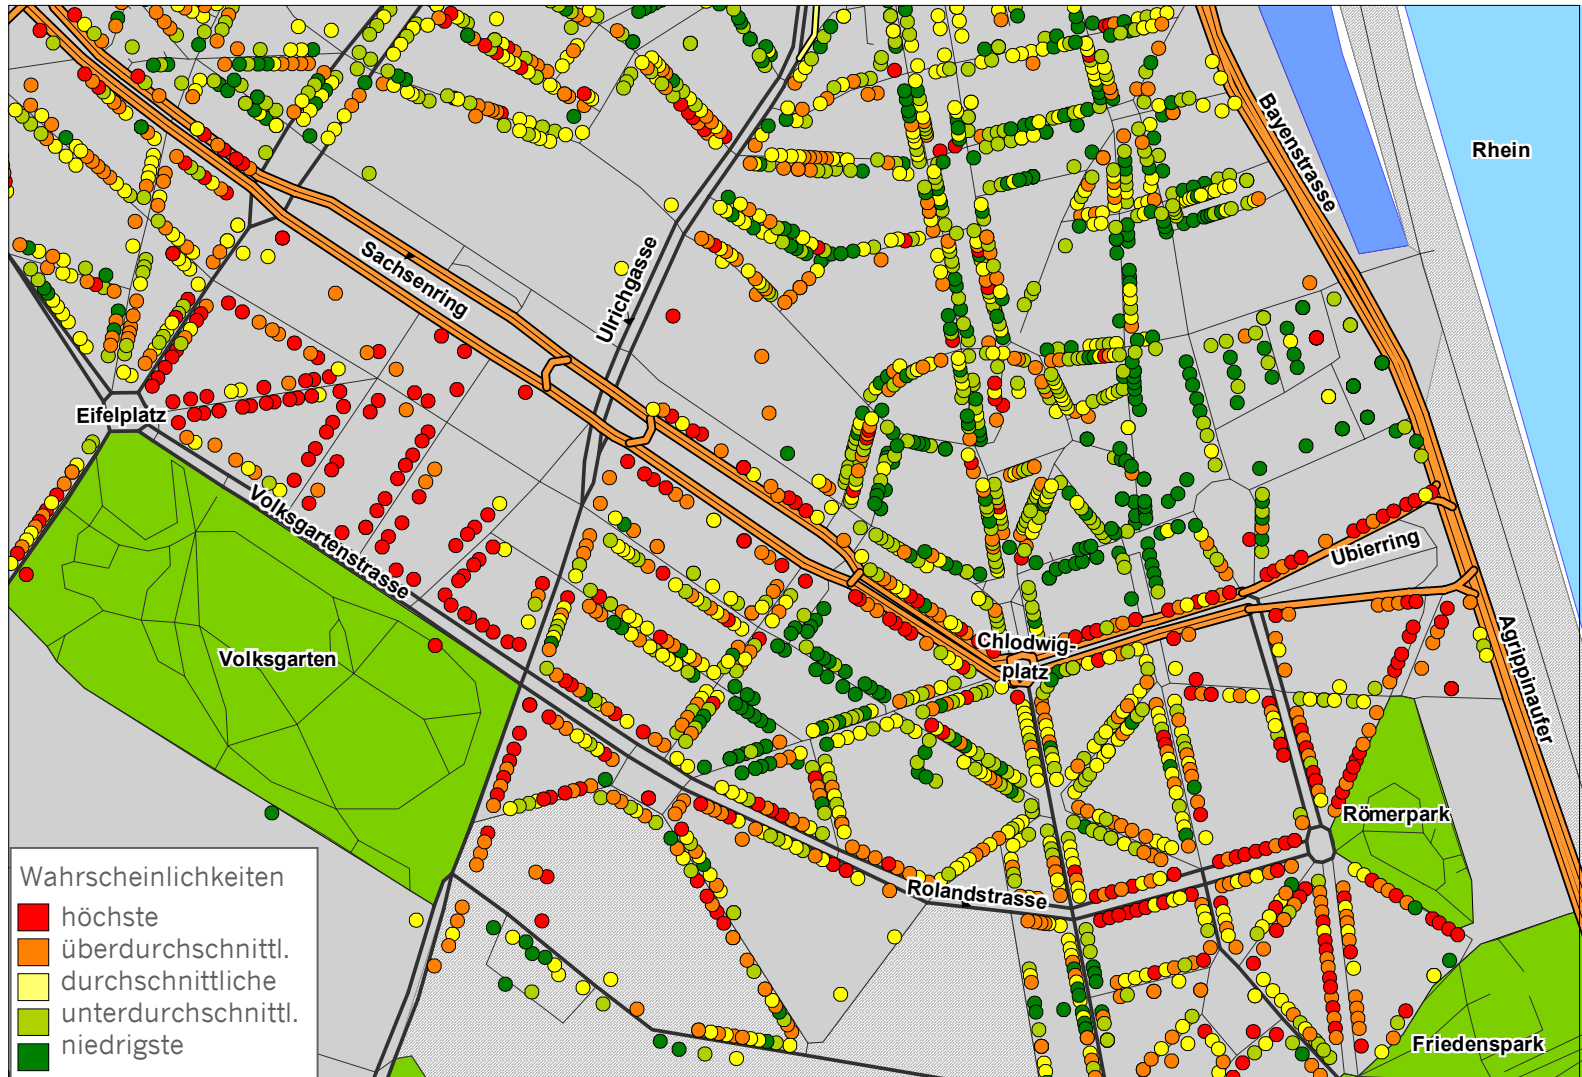 Rhein
Bayenstrasse
Sachsenring
Ulrichgasse
Eifelplatz
Volksgartenstrasse
Ubierring
Chlodwig-
platz
Volksgarten
Agrippinaufer
Römerpark
Rolandstrasse
Friedenspark
Wahrscheinlichkeiten
höchste
überdurchschnittl.
durchschnittliche
unterdurchschnittl.
niedrigste